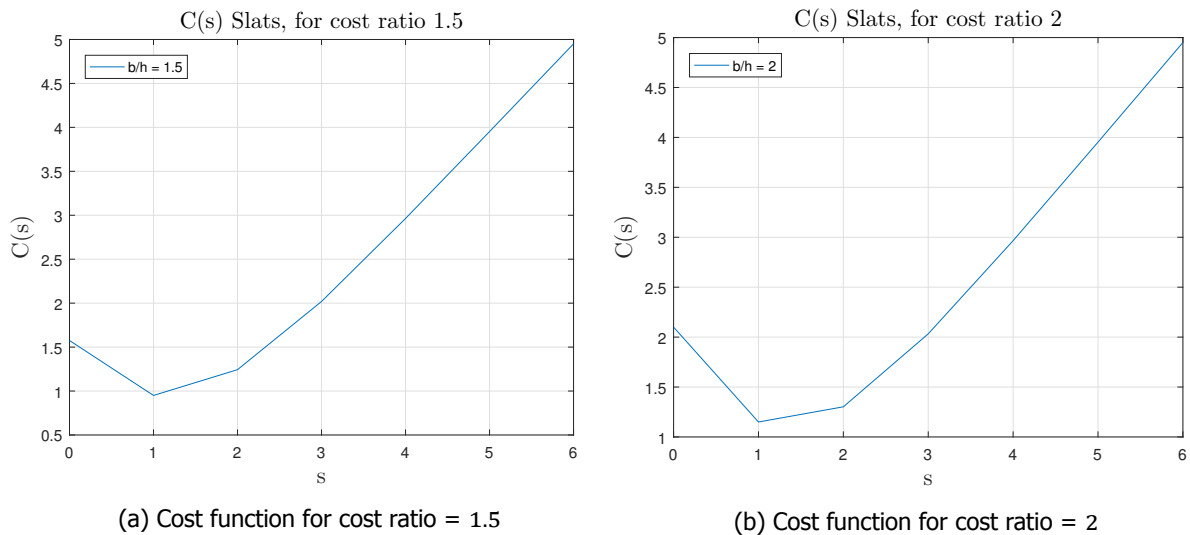 C(s) Slats, for cost ratio 1.5
b/h = 1.5
C(s)
5
4.5
4
3.5
3
2.5
2
1.5
1
0.5
0 1 2 3 4 5 6
s
(a) Cost function for cost ratio = 1.5
C(s) Slats, for cost ratio 2
b/h = 2
C(s)
5
4.5
4
3.5
3
2.5
2
1.5
1
0 1 2 3 4 5 6
s
(b) Cost function for cost ratio = 2